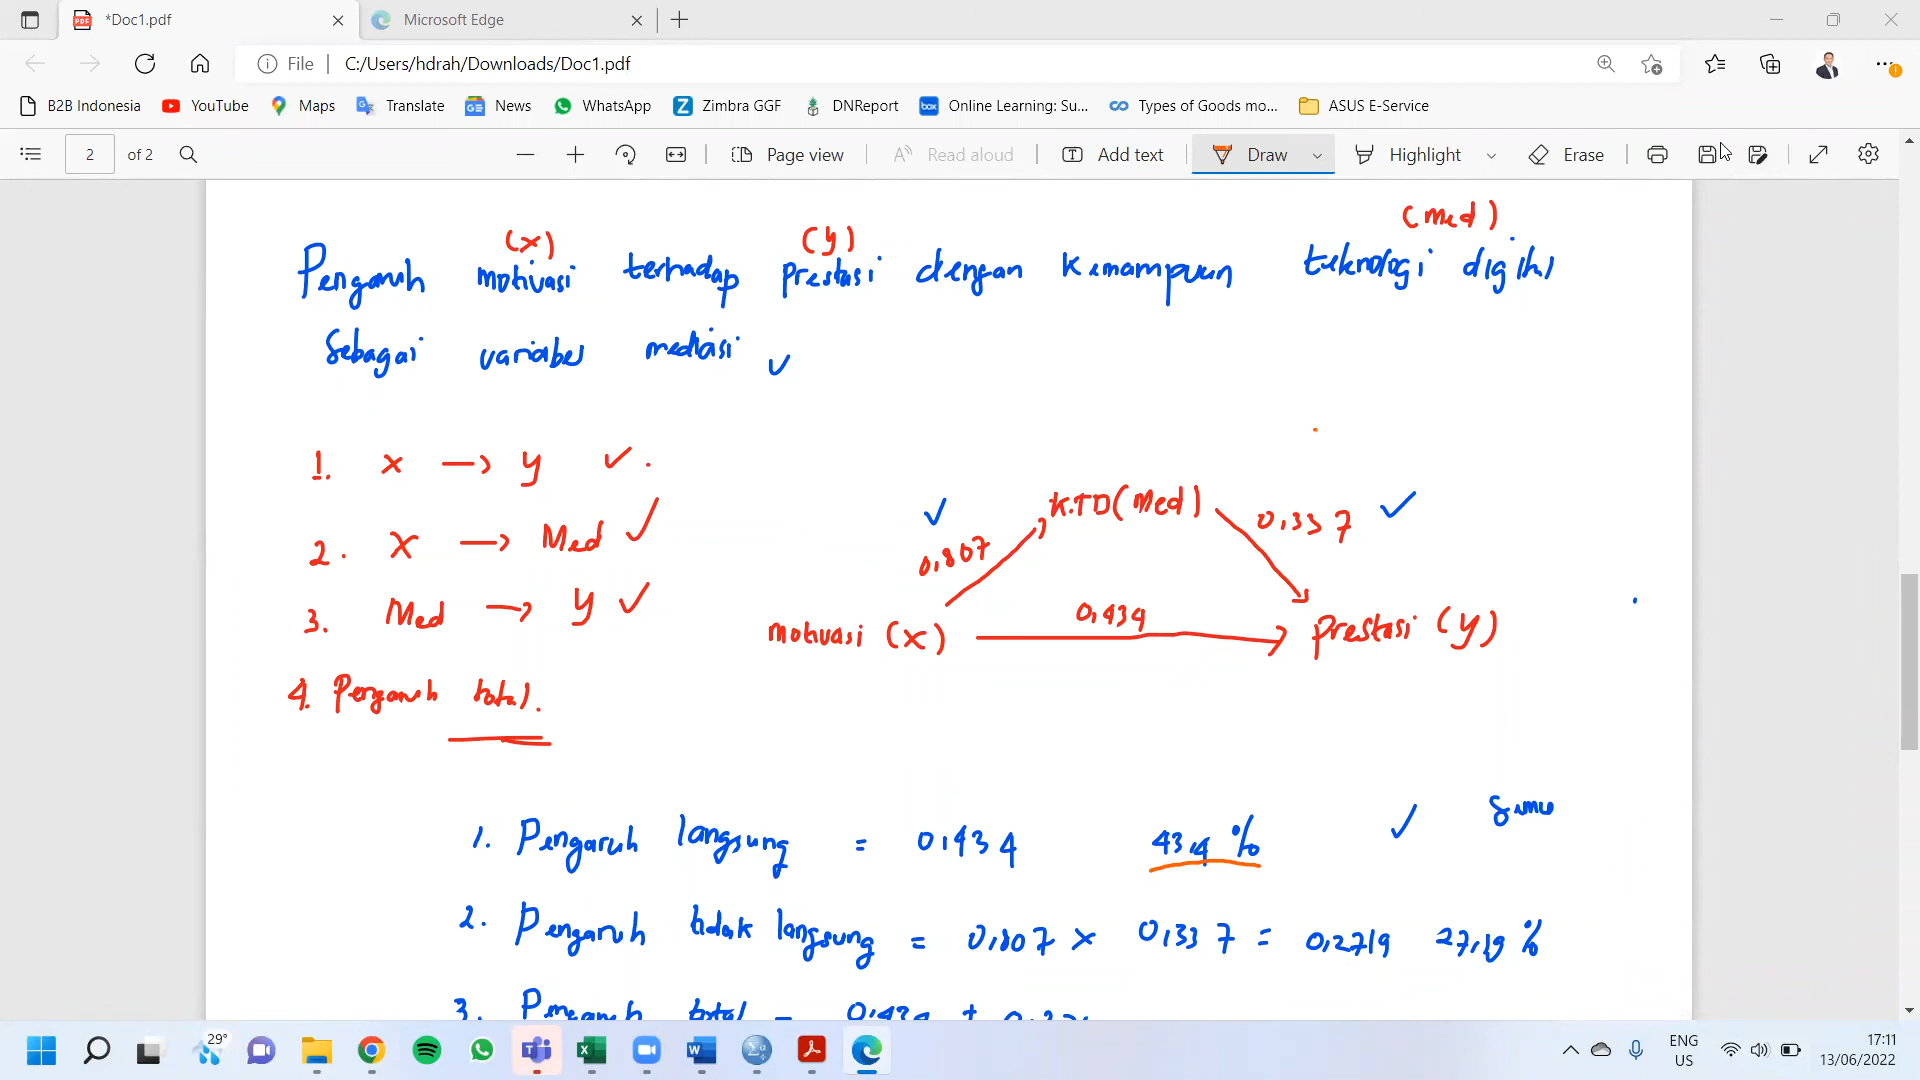 *Doc1.pdf
Microsoft Edge
File
C:/Users/hdrah/Downloads/Doc1.pdf
B2B Indonesia YouTube Maps Translate News WhatsApp Zimbra GGF DNReport Online Learning: Su... Types of Goods mo... ASUS E-Service
2 of 2 Page view Read aloud Add text Draw Highlight Erase
(x) (y) (med)
Pengaruh motivasi terhadap prestasi dengan kemampuan teknologi digital
Sebagai variabel mediasi
1. x → y ✓
2. X → Med ✓
3. Med → y ✓
4. Pengaruh total.
K.TD (Med)
0,807
0,337
0,434
motivasi (x)
prestasi (y)
1. Pengaruh langsung = 0,434 43,4 % ✓
2. Pengaruh tidak langsung = 0,807 x 0,337 = 0,2719 27,19 %
3. Pengaruh total = 0,434 +
29°
ENG
US
17:11
13/06/2022